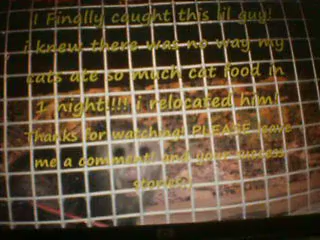 I Finally caught this lil guy!
i knew there was no way my
cats ate so much cat food in
1 night!!!! i relocated him!
Thanks for watching! PLEASE leave
me a comment! and your success
stories:)